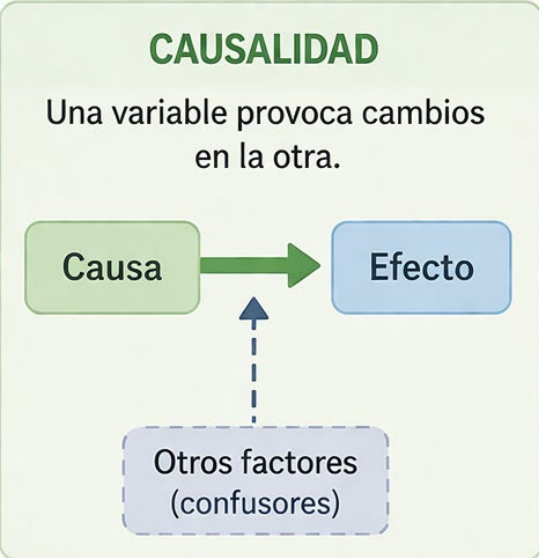 CAUSALIDAD
Una variable provoca cambios
en la otra.
Causa
Efecto
Otros factores
(confusores)